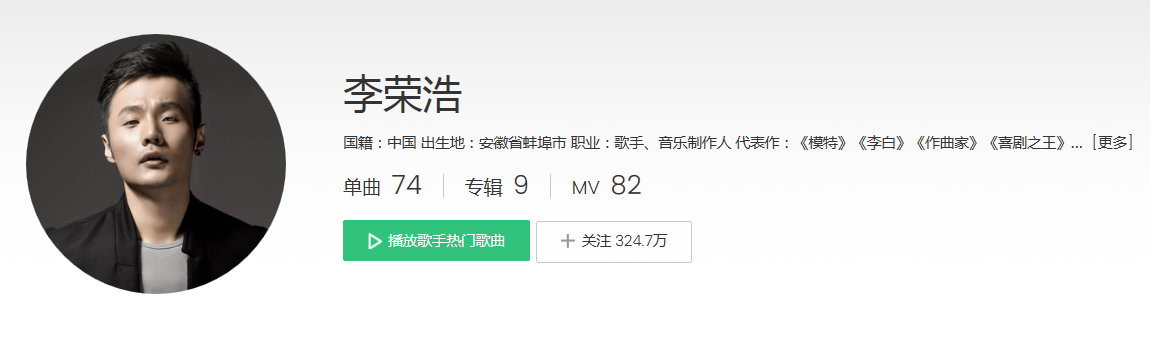 李荣浩
国籍：中国 出生地：安徽省蚌埠市 职业：歌手、音乐制作人 代表作：《模特》《李白》《作曲家》《喜剧之王》... [更多]
单曲 74 专辑 9 MV 82
播放歌手热门歌曲 关注 324.7万